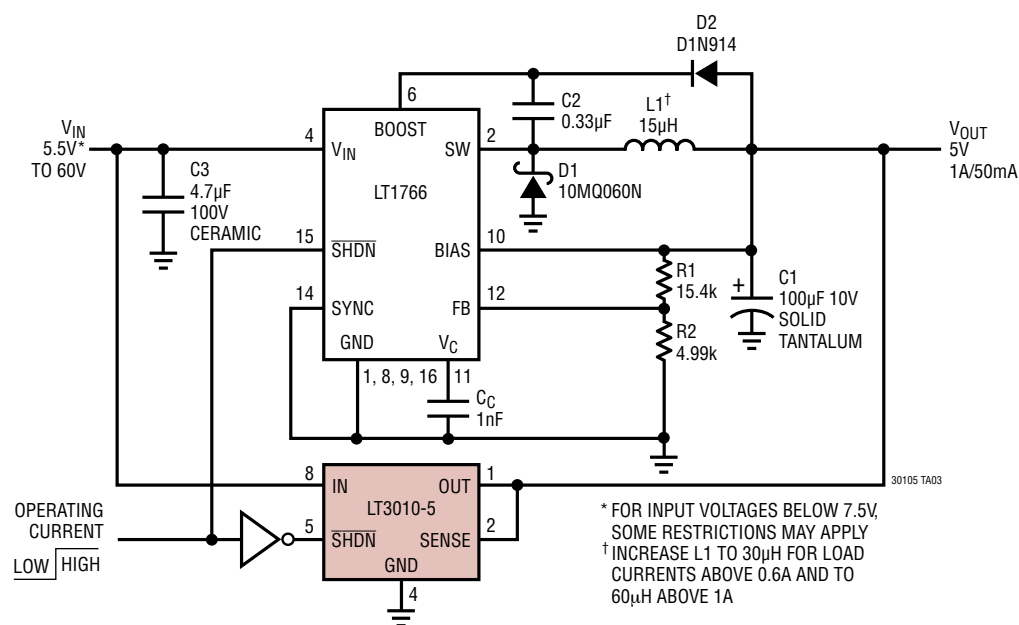 D2
D1N914
6
BOOST
C2
0.33µF
L1†
15µH
VIN
5.5V*
TO 60V
4
VIN
SW
2
VOUT
5V
1A/50mA
C3
4.7µF
100V
CERAMIC
LT1766
D1
10MQ060N
15
SHDN
BIAS
10
R1
15.4k
+
C1
100µF 10V
SOLID
TANTALUM
14
SYNC
FB
12
R2
4.99k
GND
VC
1, 8, 9, 16
11
CC
1nF
8
IN
OUT
1
30105 TA03
LT3010-5
OPERATING
CURRENT
5
SHDN
SENSE
2
LOW HIGH
GND
4
* FOR INPUT VOLTAGES BELOW 7.5V,
SOME RESTRICTIONS MAY APPLY
† INCREASE L1 TO 30µH FOR LOAD
CURRENTS ABOVE 0.6A AND TO
60µH ABOVE 1A